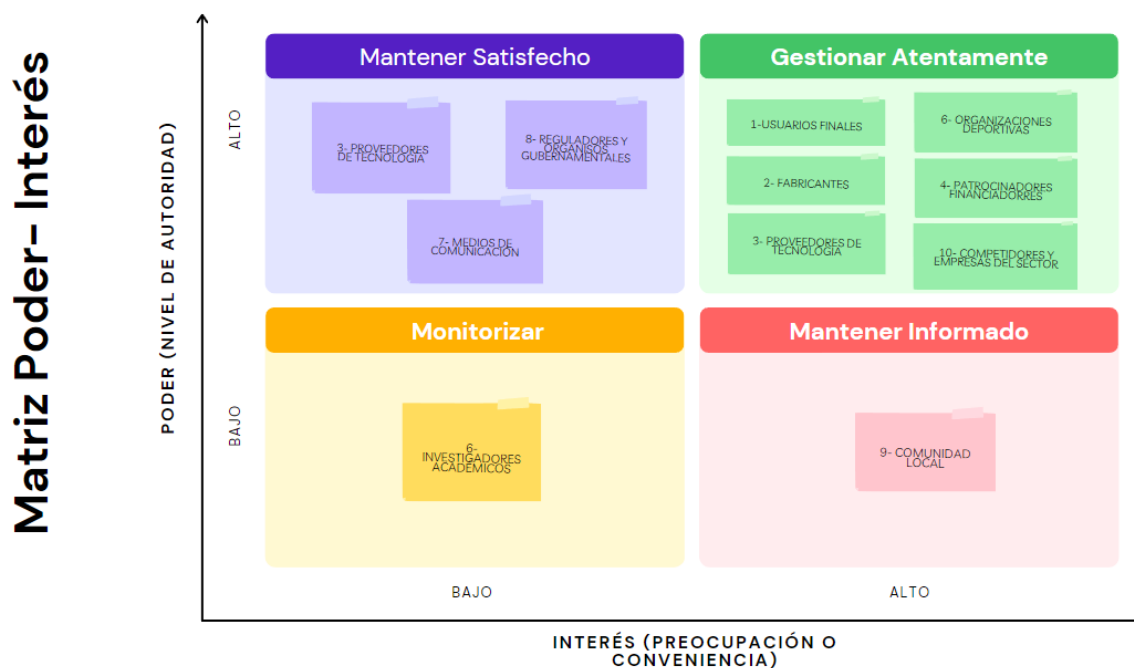 Matriz Poder– Interés
PODER (NIVEL DE AUTORIDAD)
ALTO
BAJO
Mantener Satisfecho
3- PROVEEDORES
DE TECNOLOGÍA
8- REGULADORES Y
ORGANISOS
GUBERNAMENTALES
7- MEDIOS DE
COMUNICACIÓN
Gestionar Atentamente
1-USUARIOS FINALES
2- FABRICANTES
3- PROVEEDORES DE
TECNOLOGÍA
6- ORGANIZACIONES
DEPORTIVAS
4- PATROCINADORES
FINANCIADORRES
10- COMPETIDORES Y
EMPRESAS DEL SECTOR
Monitorizar
6-
INVESTIGADORES
ACADÉMICOS
Mantener Informado
9- COMUNIDAD
LOCAL
BAJO
ALTO
INTERÉS (PREOCUPACIÓN O
CONVENIENCIA)